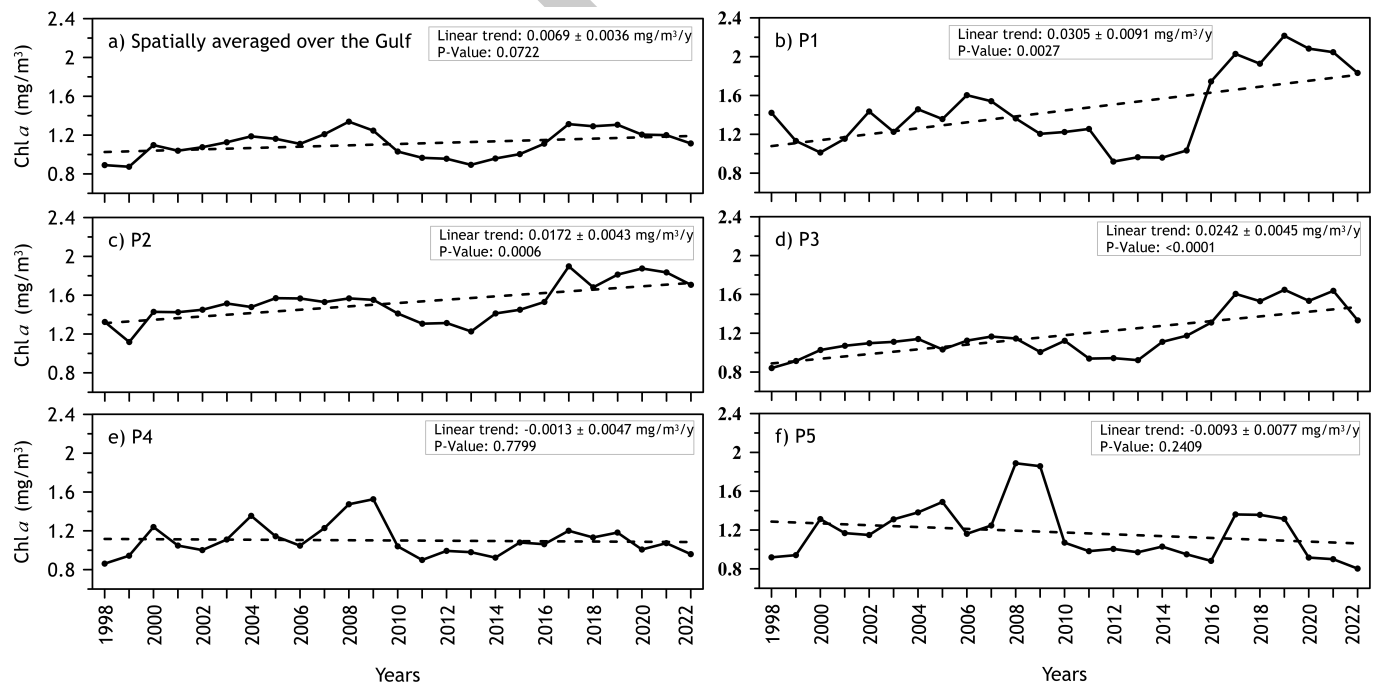 a) Spatially averaged over the Gulf
Linear trend: 0.0069 ± 0.0036 mg/m³/y
P-Value: 0.0722
Chl a (mg/m³)
2.4
2
1.6
1.2
0.8
b) P1
Linear trend: 0.0305 ± 0.0091 mg/m³/y
P-Value: 0.0027
2.4
2
1.6
1.2
0.8
c) P2
Linear trend: 0.0172 ± 0.0043 mg/m³/y
P-Value: 0.0006
Chl a (mg/m³)
2.4
2
1.6
1.2
0.8
d) P3
Linear trend: 0.0242 ± 0.0045 mg/m³/y
P-Value: <0.0001
2.4
2
1.6
1.2
0.8
e) P4
Linear trend: -0.0013 ± 0.0047 mg/m³/y
P-Value: 0.7799
Chl a (mg/m³)
2.4
2
1.6
1.2
0.8
1998 2000 2002 2004 2006 2008 2010 2012 2014 2016 2018 2020 2022
Years
f) P5
Linear trend: -0.0093 ± 0.0077 mg/m³/y
P-Value: 0.2409
2.4
2
1.6
1.2
0.8
1998 2000 2002 2004 2006 2008 2010 2012 2014 2016 2018 2020 2022
Years